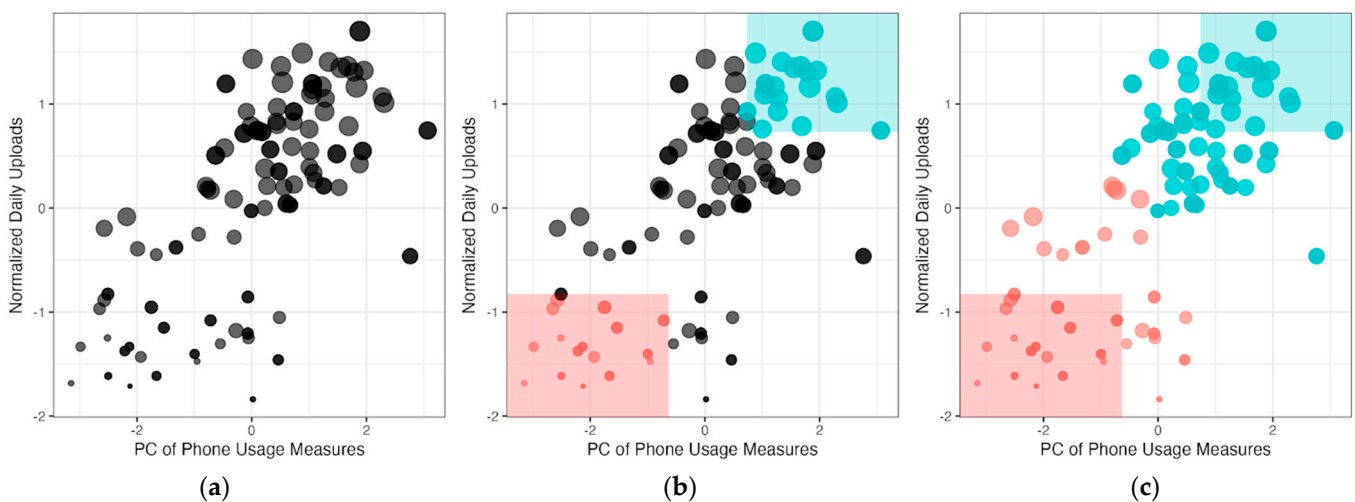 Normalized Daily Uploads
1
0
-1
-2
-2
0
2
PC of Phone Usage Measures
(a)
Normalized Daily Uploads
1
0
-1
-2
-2
0
2
PC of Phone Usage Measures
(b)
Normalized Daily Uploads
1
0
-1
-2
-2
0
2
PC of Phone Usage Measures
(c)